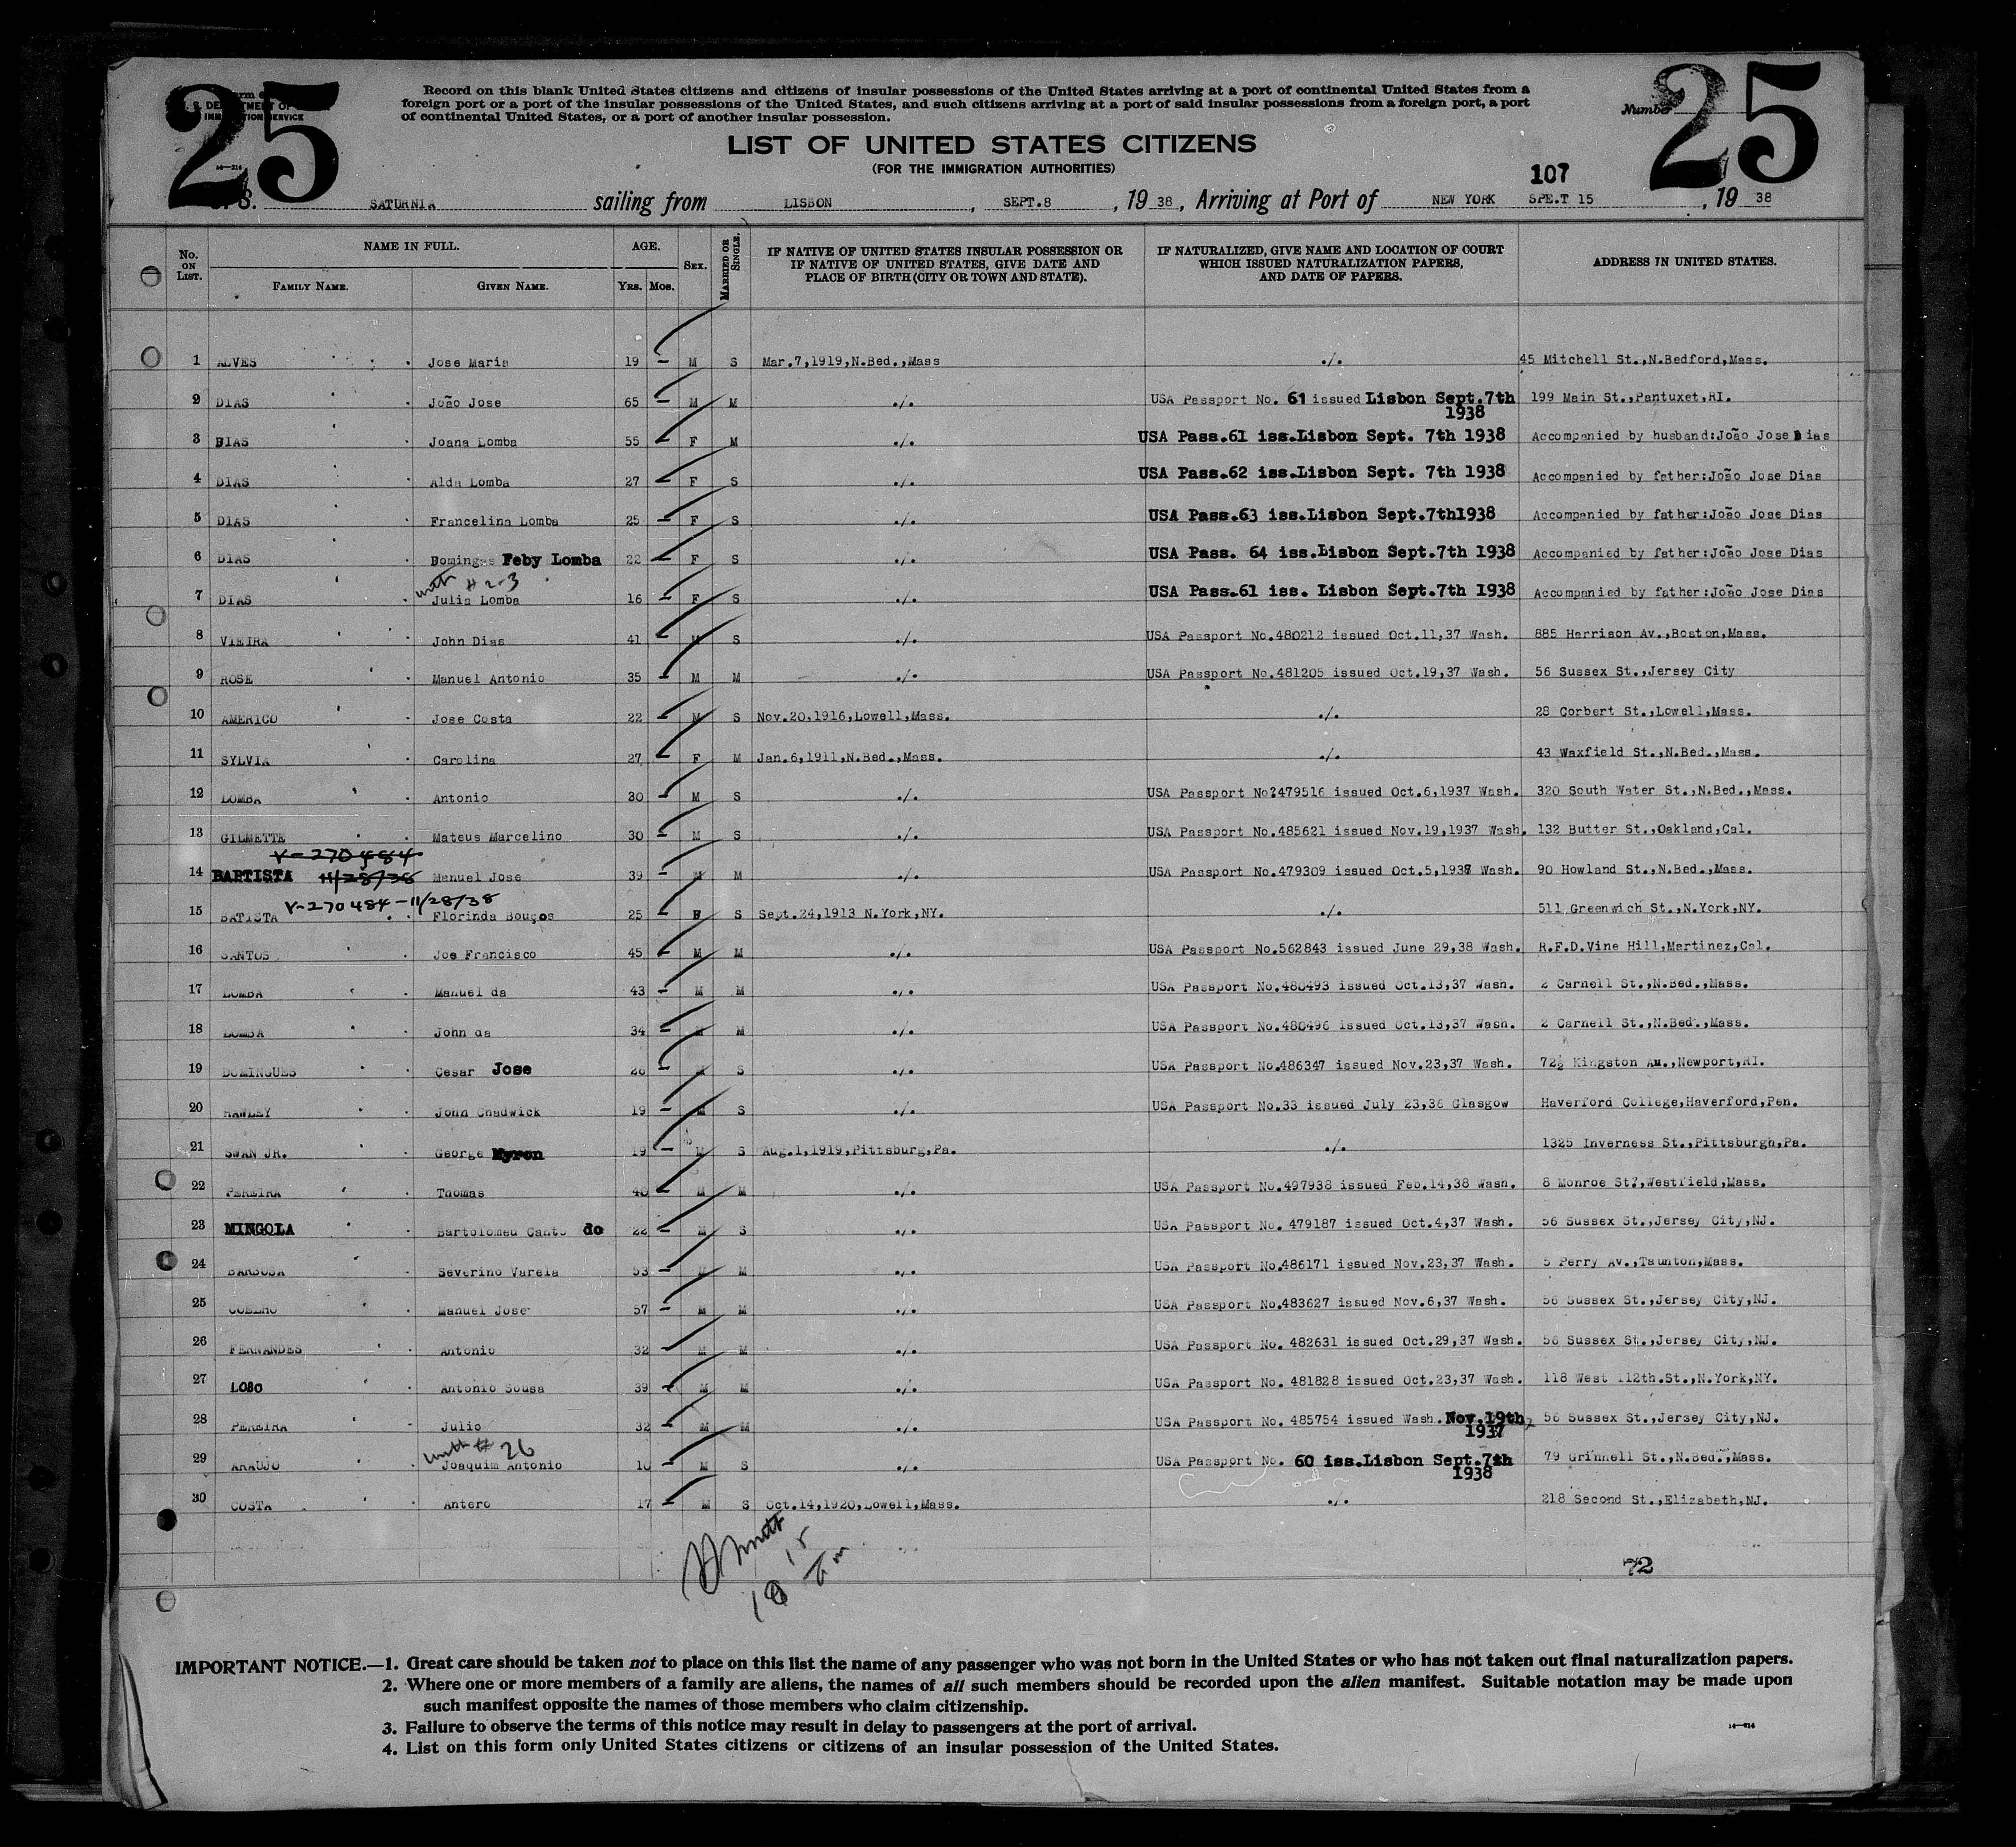 25
25
Form
U. S. DEPARTMENT OF
IMMIGRATION SERVICE
Record on this blank United States citizens and citizens of insular possessions of the United States arriving at a port of continental United States from a
foreign port or a port of the insular possessions of the United States, and such citizens arriving at a port of said insular possessions from a foreign port, a port
of continental United States, or a port of another insular possession.
Number
LIST OF UNITED STATES CITIZENS
(FOR THE IMMIGRATION AUTHORITIES)
107
S. S. SATURNIA sailing from LISBON , SEPT.8 , 19 38, Arriving at Port of NEW YORK SPE.T 15 , 19 38
No. ON LIST. NAME IN FULL. FAMILY NAME. GIVEN NAME. AGE. YRS. MOS. SEX. MARRIED OR SINGLE. IF NATIVE OF UNITED STATES INSULAR POSSESSION OR IF NATIVE OF UNITED STATES, GIVE DATE AND PLACE OF BIRTH (CITY OR TOWN AND STATE). IF NATURALIZED, GIVE NAME AND LOCATION OF COURT WHICH ISSUED NATURALIZATION PAPERS, AND DATE OF PAPERS. ADDRESS IN UNITED STATES.
1 ALVES Jose Maria 19 — M S Mar.7,1919,N.Bed.,Mass ./. 45 Mitchell St.,N.Bedford,Mass.
2 DIAS João Jose 65 — M M ./. USA Passport No. 61 issued Lisbon Sept.7th 1938 199 Main St.,Pantuxet,RI.
3 DIAS Joana Lomba 55 — F M ./. USA Pass.61 iss.Lisbon Sept. 7th 1938 Accompanied by husband:João Jose Dias
4 DIAS Alda Lomba 27 — F S ./. USA Pass.62 iss.Lisbon Sept. 7th 1938 Accompanied by father:João Jose Dias
5 DIAS Francelina Lomba 25 — F S ./. USA Pass.63 iss.Lisbon Sept.7th1938 Accompanied by father:João Jose Dias
6 DIAS Domingas Feby Lomba 22 — F S ./. USA Pass. 64 iss.Lisbon Sept.7th 1938 Accompanied by father:João Jose Dias
with #2-3
7 DIAS Julia Lomba 16 — F S ./. USA Pass.61 iss. Lisbon Sept.7th 1938 Accompanied by father:João Jose Dias
8 VIEIRA John Dias 41 — M S ./. USA Passport No.480212 issued Oct.11,37 Wash. 885 Harrison Av.,Boston,Mass.
9 ROSE Manuel Antonio 35 — M M ./. USA Passport No.481205 issued Oct.19,37 Wash. 56 Sussex St.,Jersey City
10 AMERICO Jose Costa 22 — M S Nov.20,1916,Lowell,Mass. ./. 28 Corbert St.,Lowell,Mass.
11 SYLVIA Carolina 27 — F M Jan.6,1911,N.Bed.,Mass. ./. 43 Waxfield St.,N.Bed.,Mass.
12 LOMBA Antonio 30 — M S ./. USA Passport No?479516 issued Oct.6,1937 Wash. 320 South Water St.,N.Bed.,Mass.
13 GILMETTE Mateus Marcelino 30 — M S ./. USA Passport No.485621 issued Nov.19,1937 Wash. 132 Butter St.,Oakland,Cal.
V-270484
14 BAPTISTA 11/28/38 Manuel Jose 39 — M M ./. USA Passport No.479309 issued Oct.5,1937 Wash. 90 Howland St.,N.Bed.,Mass.
V-270484-11/28/38
15 BATISTA Florinda Bouços 25 — F S Sept.24,1913 N.York,NY. ./. 511 Greenwich St.,N.York,NY.
16 SANTOS Joe Francisco 45 — M M ./. USA Passport No.562843 issued June 29,38 Wash. R.F.D.Vine Hill,Martinez,Cal.
17 LOMBA Manuel da 43 — M M ./. USA Passport No.480493 issued Oct.13,37 Wash. 2 Carnell St.,N.Bed.,Mass.
18 LOMBA John da 34 — M M ./. USA Passport No.480496 issued Oct.13,37 Wash. 2 Carnell St.,N.Bed.,Mass.
19 DOMINGUES Cesar Jose 26 — M S ./. USA Passport No.486347 issued Nov.23,37 Wash. 72½ Kingston Au.,Newport,RI.
20 HAWLEY John Chadwick 19 — M S ./. USA Passport No.33 issued July 23,36 Glasgow Haverford College,Haverford,Pen.
21 SWAN JR. George Myron 19 — M S Aug.1,1919,Pittsburg,Pa. ./. 1325 Inverness St.,Pittsburgh,Pa.
22 PEREIRA Thomas 40 — M M ./. USA Passport No.497938 issued Feb.14,38 Wash. 8 Monroe St?,Westfield,Mass.
23 MINGOLA Bartolomeu Canto do 22 — M S ./. USA Passport No. 479187 issued Oct.4,37 Wash. 56 Sussex St.,Jersey City,NJ.
24 BARBOSA Severino Varela 53 — M M ./. USA Passport No.486171 issued Nov.23,37 Wash. 5 Perry Av.,Taunton,Mass.
25 COELHO Manuel Jose 57 — M M ./. USA Passport No.483627 issued Nov.6,37 Wash. 56 Sussex St.,Jersey City,NJ.
26 FERNANDES Antonio 32 M M ./. USA Passport No. 482631 issued Oct.29,37 Wash. 56 Sussex St.,Jersey City,NJ.
27 LOBO Antonio Sousa 39 — M M ./. USA Passport No. 481828 issued Oct.23,37 Wash. 118 West 112th.St.,N.York,NY.
28 PEREIRA Julio 32 — M M ./. USA Passport No. 485754 issued Wash. Nov.19th 1937 56 Sussex St.,Jersey City,NJ.
with # 26
29 ARAUJO Joaquim Antonio 10 — M S ./. USA Passport No. 60 iss.Lisbon Sept.7th 1938 79 Grinnell St.,N.Bed.,Mass.
30 COSTA Antero 17 — M S Oct.14,1920,Lowell,Mass. ./. 218 Second St.,Elizabeth,NJ.
72
IMPORTANT NOTICE.—1. Great care should be taken not to place on this list the name of any passenger who was not born in the United States or who has not taken out final naturalization papers.
2. Where one or more members of a family are aliens, the names of all such members should be recorded upon the alien manifest. Suitable notation may be made upon
such manifest opposite the names of those members who claim citizenship.
3. Failure to observe the terms of this notice may result in delay to passengers at the port of arrival.
4. List on this form only United States citizens or citizens of an insular possession of the United States.